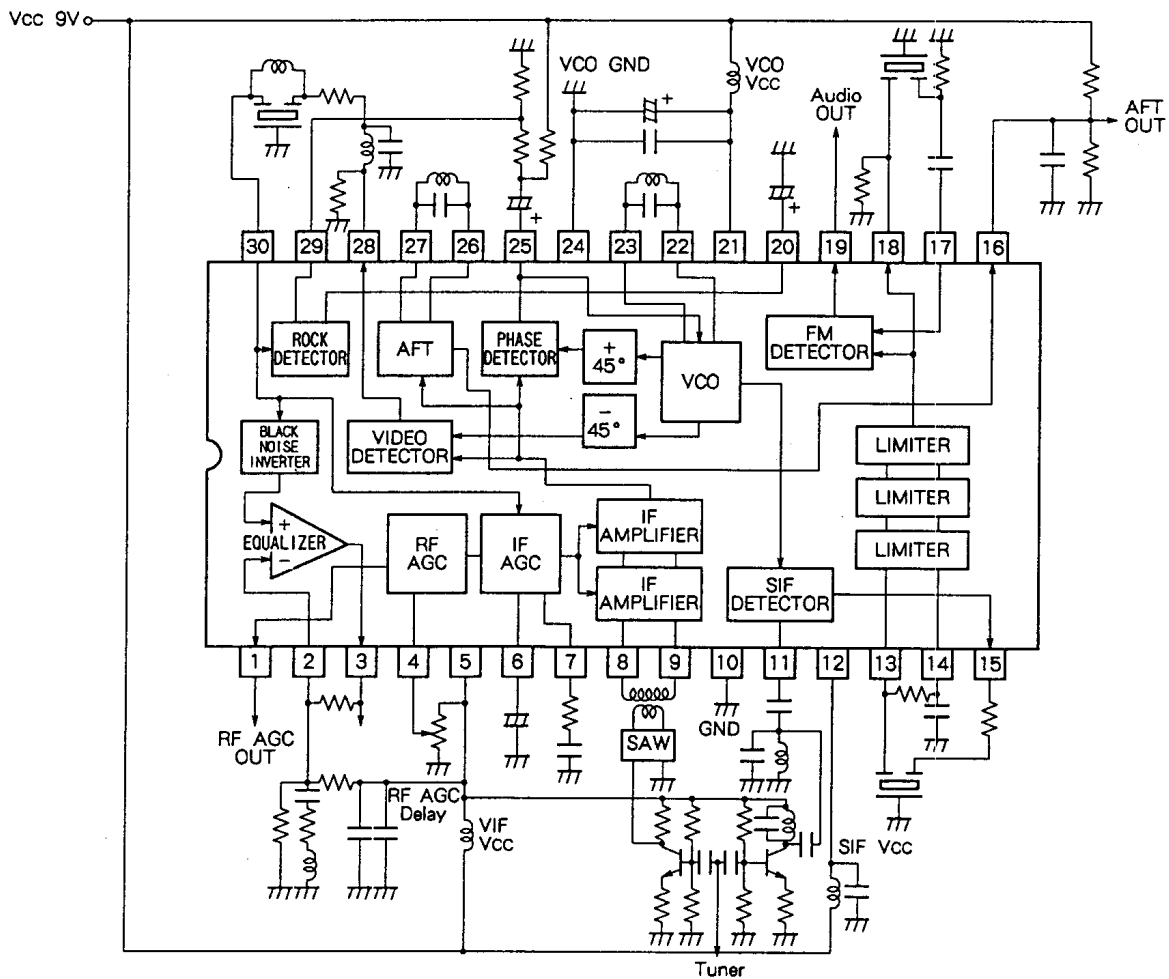 Vcc 9V
VCO GND
VCO
Vcc
Audio
OUT
AFT
OUT
+
+
+
30
29
28
27
26
25
24
23
22
21
20
19
18
17
16
ROCK
DETECTOR
AFT
PHASE
DETECTOR
+
45°
VCO
FM
DETECTOR
BLACK
NOISE
INVERTER
VIDEO
DETECTOR
−
45°
LIMITER
LIMITER
LIMITER
+
EQUALIZER
−
RF
AGC
IF
AGC
IF
AMPLIFIER
IF
AMPLIFIER
SIF
DETECTOR
1
2
3
4
5
6
7
8
9
10
11
12
13
14
15
RF AGC
OUT
RF AGC
Delay
VIF
Vcc
SAW
GND
SIF Vcc
Tuner